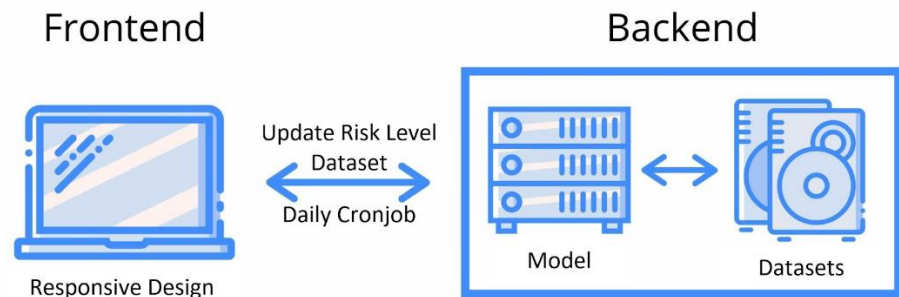 Frontend
Backend
Update Risk Level
Dataset
Daily Cronjob
Responsive Design
Model
Datasets